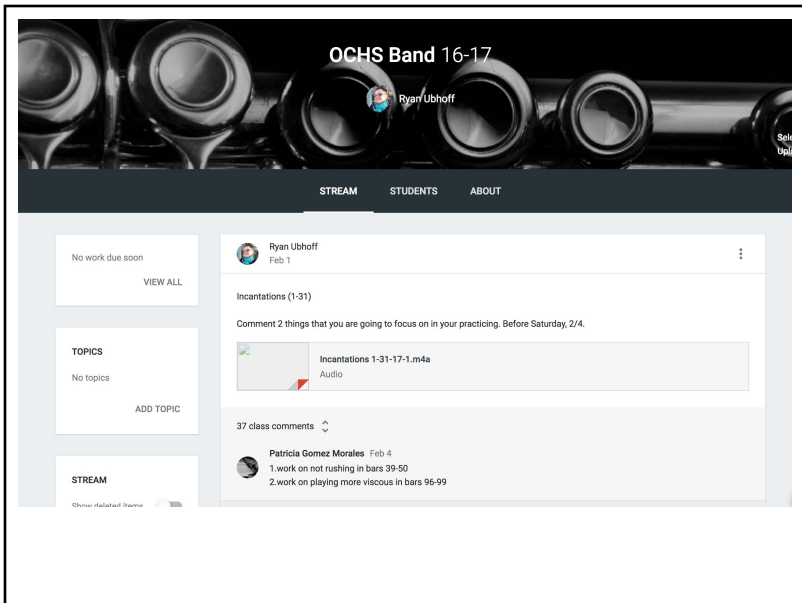 OCHS Band 16-17
Ryan Ubhoff
STREAM STUDENTS ABOUT
No work due soon
VIEW ALL
TOPICS
No topics
ADD TOPIC
STREAM
Show deleted items
Ryan Ubhoff
Feb 1
Incantations (1-31)
Comment 2 things that you are going to focus on in your practicing. Before Saturday, 2/4.
Incantations 1-31-17-1.m4a
Audio
37 class comments
Patricia Gomez Morales Feb 4
1.work on not rushing in bars 39-50
2.work on playing more viscous in bars 96-99